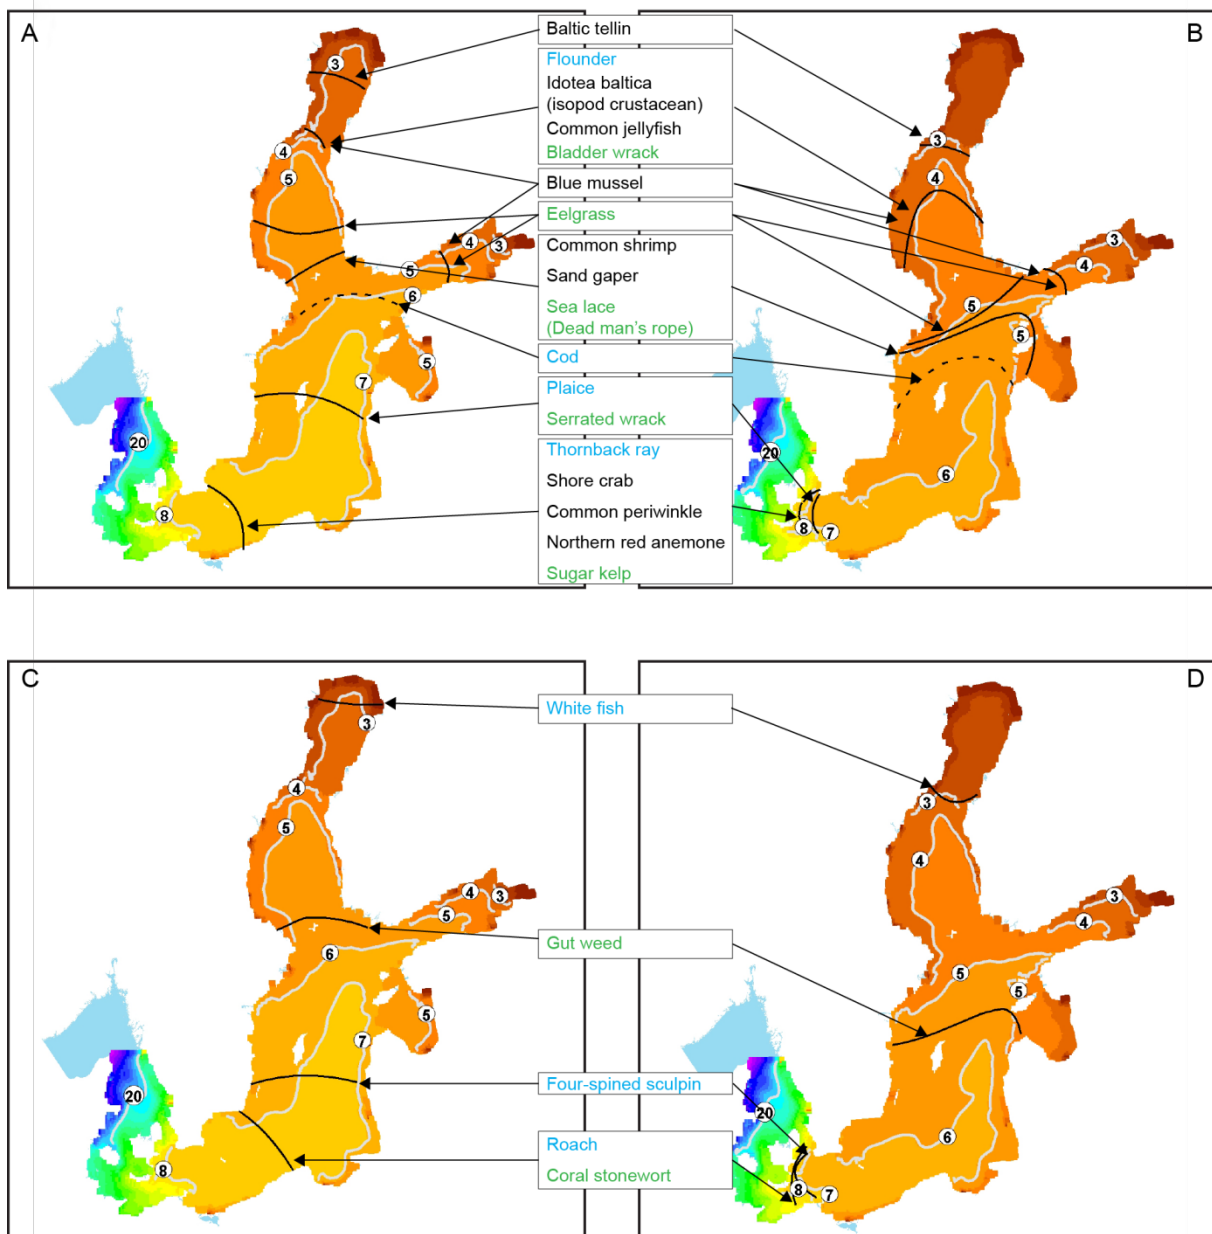 A
B
Baltic tellin
Flounder
Idotea baltica
(isopod crustacean)
Common jellyfish
Bladder wrack
Blue mussel
Eelgrass
Common shrimp
Sand gaper
Sea lace
(Dead man's rope)
Cod
Plaice
Serrated wrack
Thornback ray
Shore crab
Common periwinkle
Northern red anemone
Sugar kelp
3
4
5
4
3
5
6
5
7
20
8
3
4
3
4
5
5
20
6
8
7
C
D
White fish
Gut weed
Four-spined sculpin
Roach
Coral stonewort
3
4
5
4
3
5
6
5
7
20
8
3
4
3
4
5
5
20
6
8
7